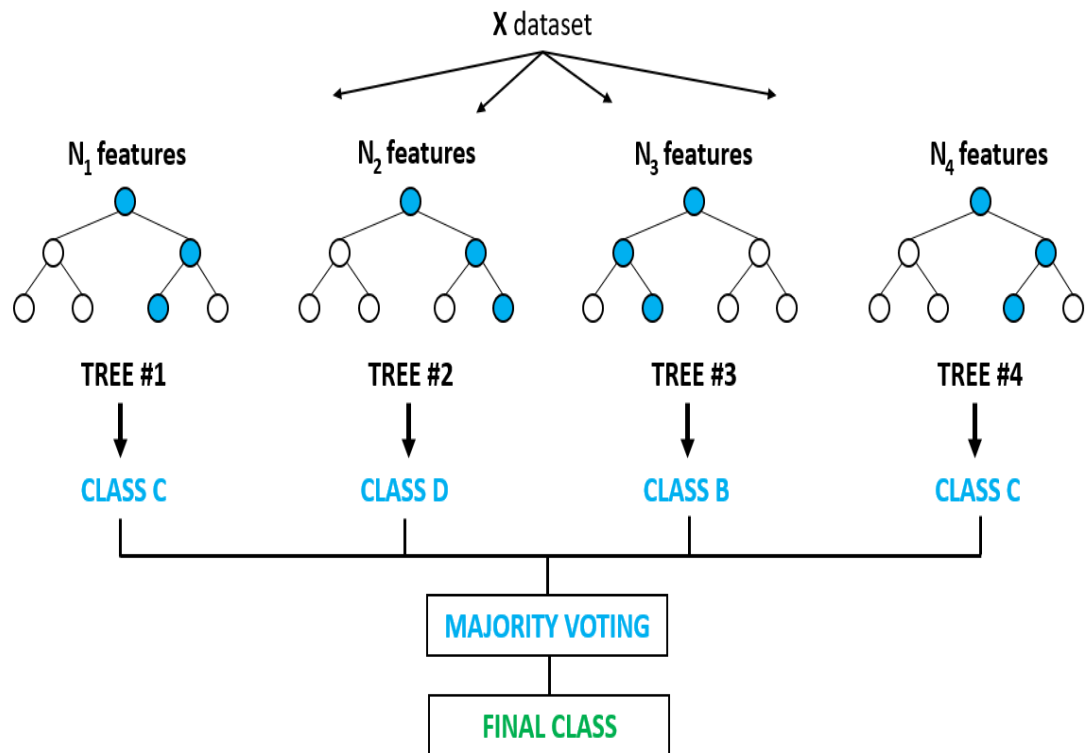 X dataset
N₁ features
N₂ features
N₃ features
N₄ features
TREE #1
TREE #2
TREE #3
TREE #4
CLASS C
CLASS D
CLASS B
CLASS C
MAJORITY VOTING
FINAL CLASS